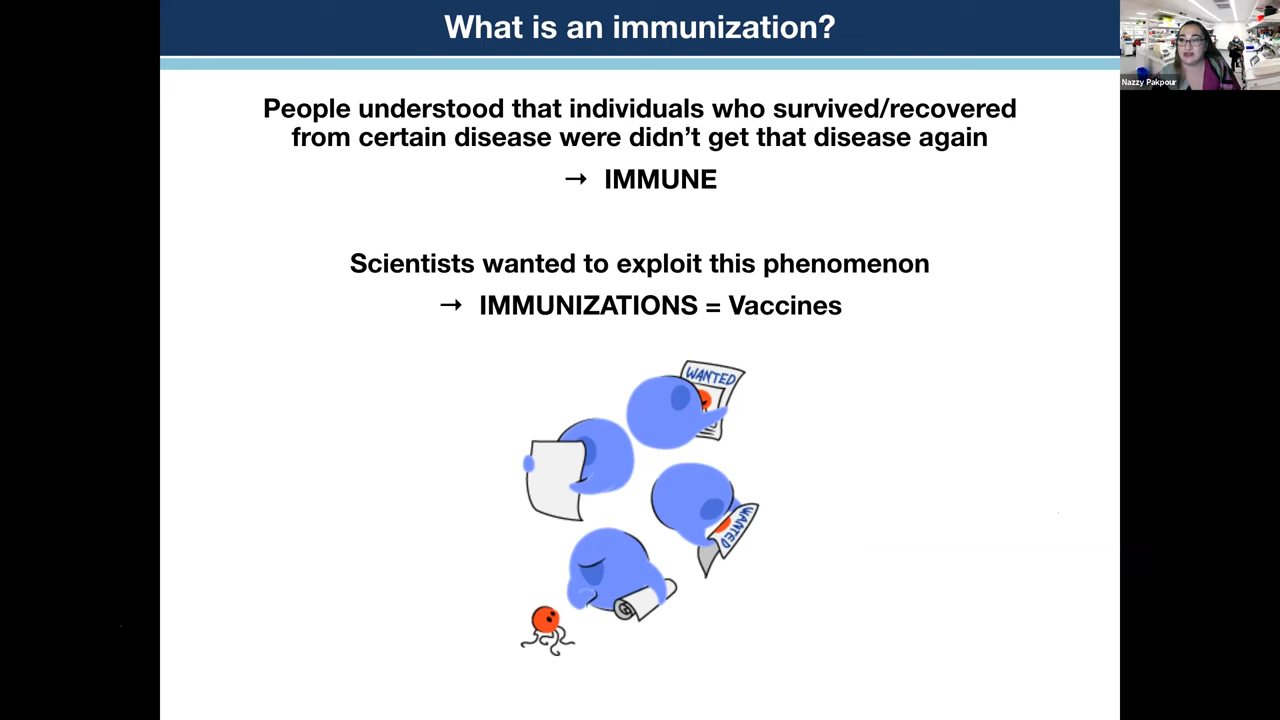 What is an immunization?
Nazzy Pakpour
People understood that individuals who survived/recovered
from certain disease were didn't get that disease again
→ IMMUNE
Scientists wanted to exploit this phenomenon
→ IMMUNIZATIONS = Vaccines
WANTED
WANTED